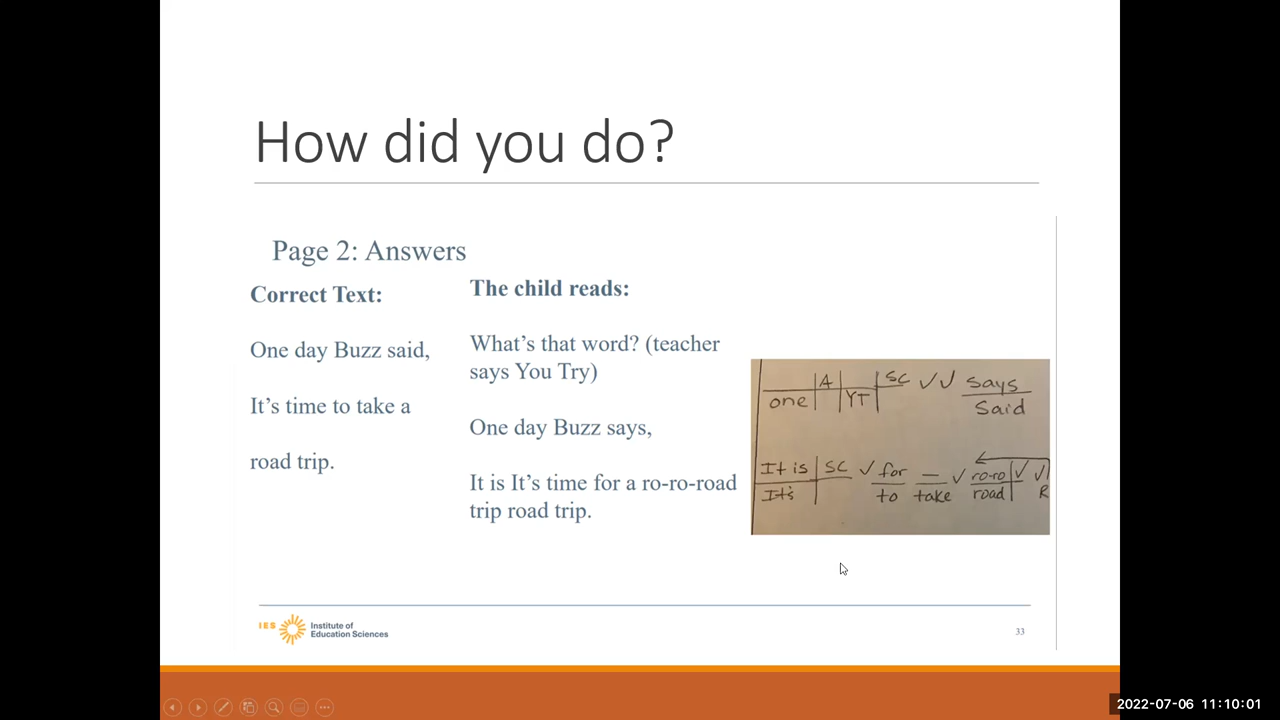 How did you do?
Page 2: Answers
Correct Text:
One day Buzz said,
It's time to take a
road trip.
The child reads:
What's that word? (teacher
says You Try)
One day Buzz says,
It is It's time for a ro-ro-road
trip road trip.
A SC ✓✓ says
one YT said
It is SC ✓ for — ✓ ro-ro ✓ ✓
It's to take road R
IES Institute of
Education Sciences
33
2022-07-06 11:10:01